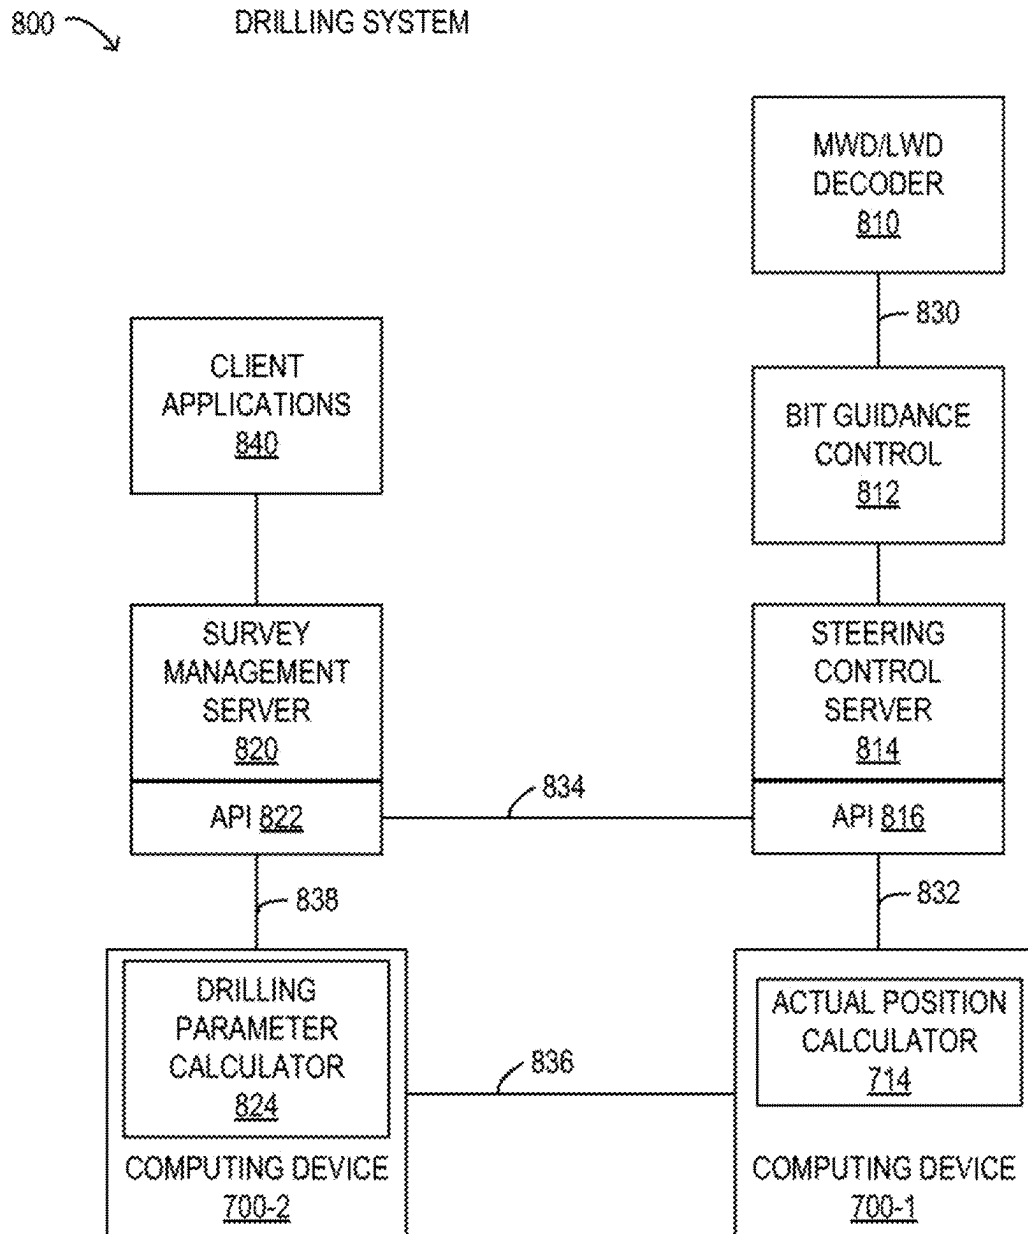 800
DRILLING SYSTEM
MWD/LWD
DECODER
810
830
CLIENT
APPLICATIONS
840
BIT GUIDANCE
CONTROL
812
SURVEY
MANAGEMENT
SERVER
820
STEERING
CONTROL
SERVER
814
API 822
834
API 816
838
832
DRILLING
PARAMETER
CALCULATOR
824
ACTUAL POSITION
CALCULATOR
714
836
COMPUTING DEVICE
700-2
COMPUTING DEVICE
700-1